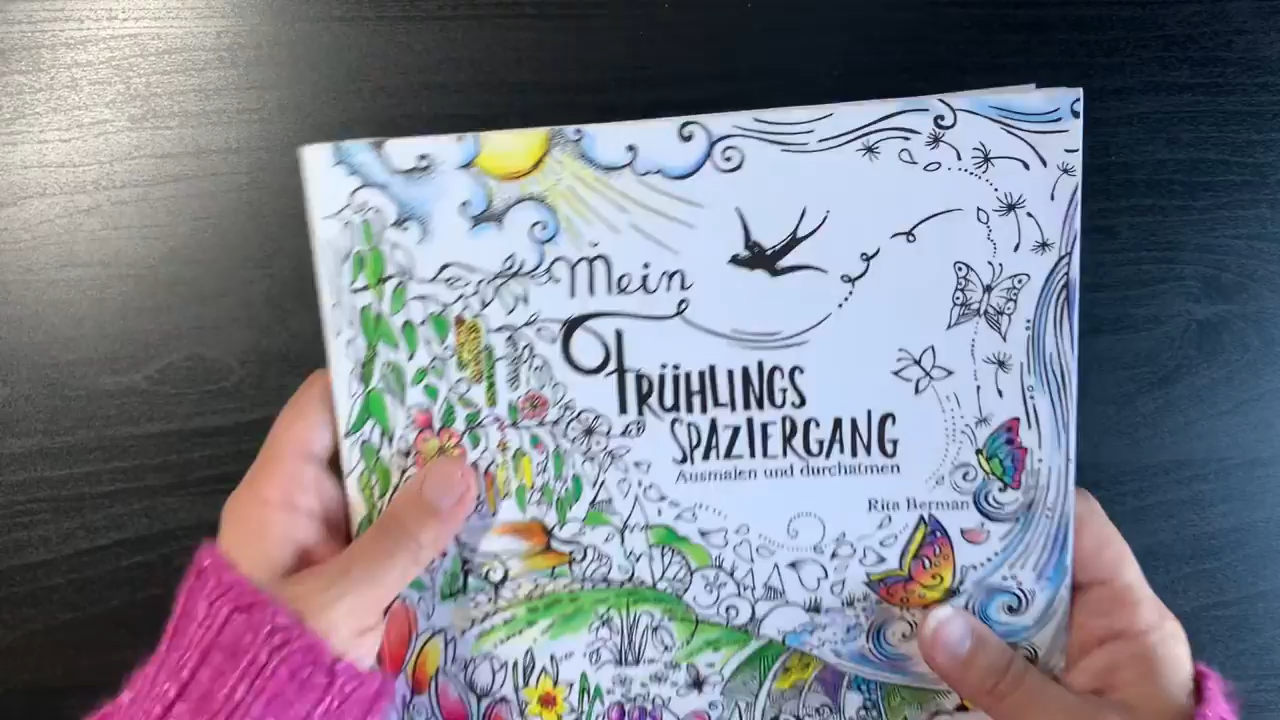 Mein
FRÜHLINGS
SPAZIERGANG
Ausmalen und durchatmen
Rita Berman